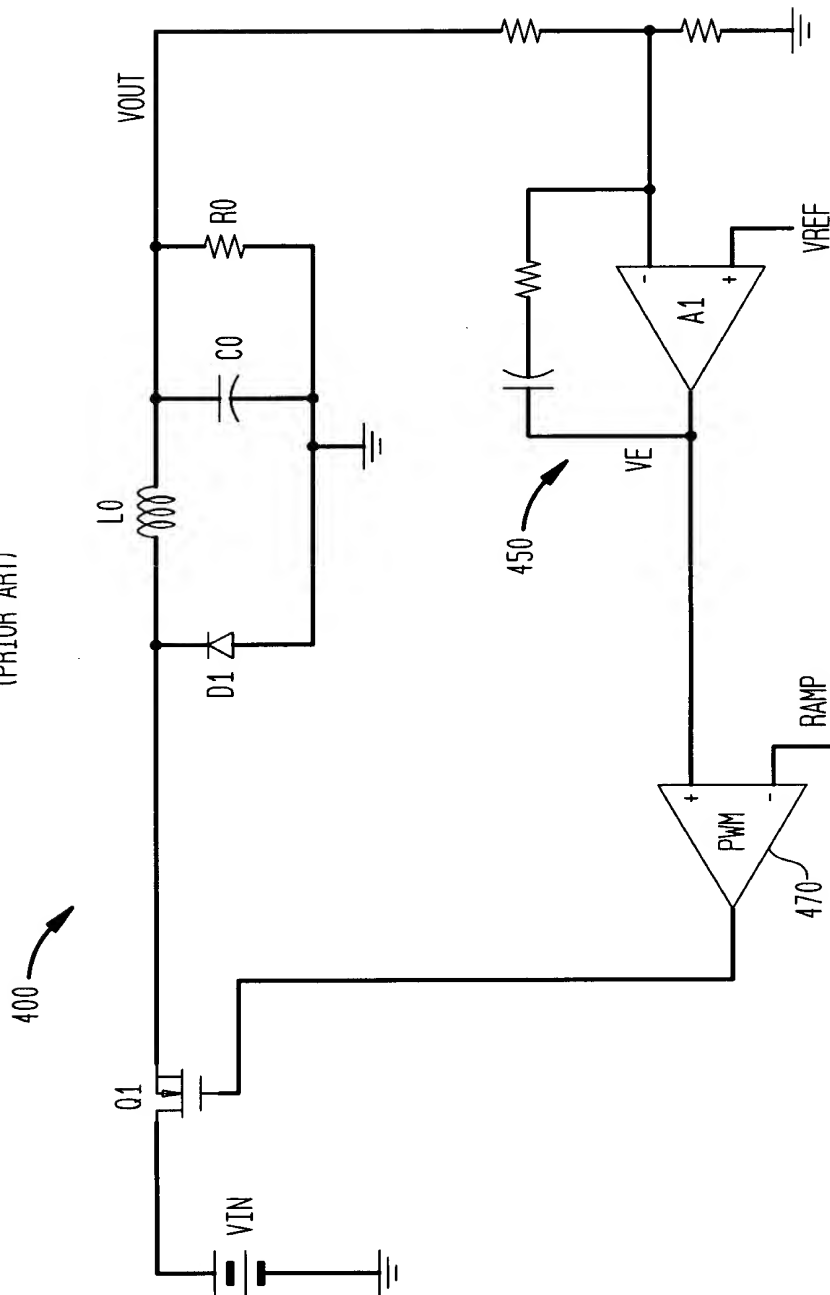 (PRIOR ART)
400
Q1
VIN
L0
VOUT
D1
C0
R0
450
VE
-
+
A1
VREF
+
-
PWM
470
RAMP